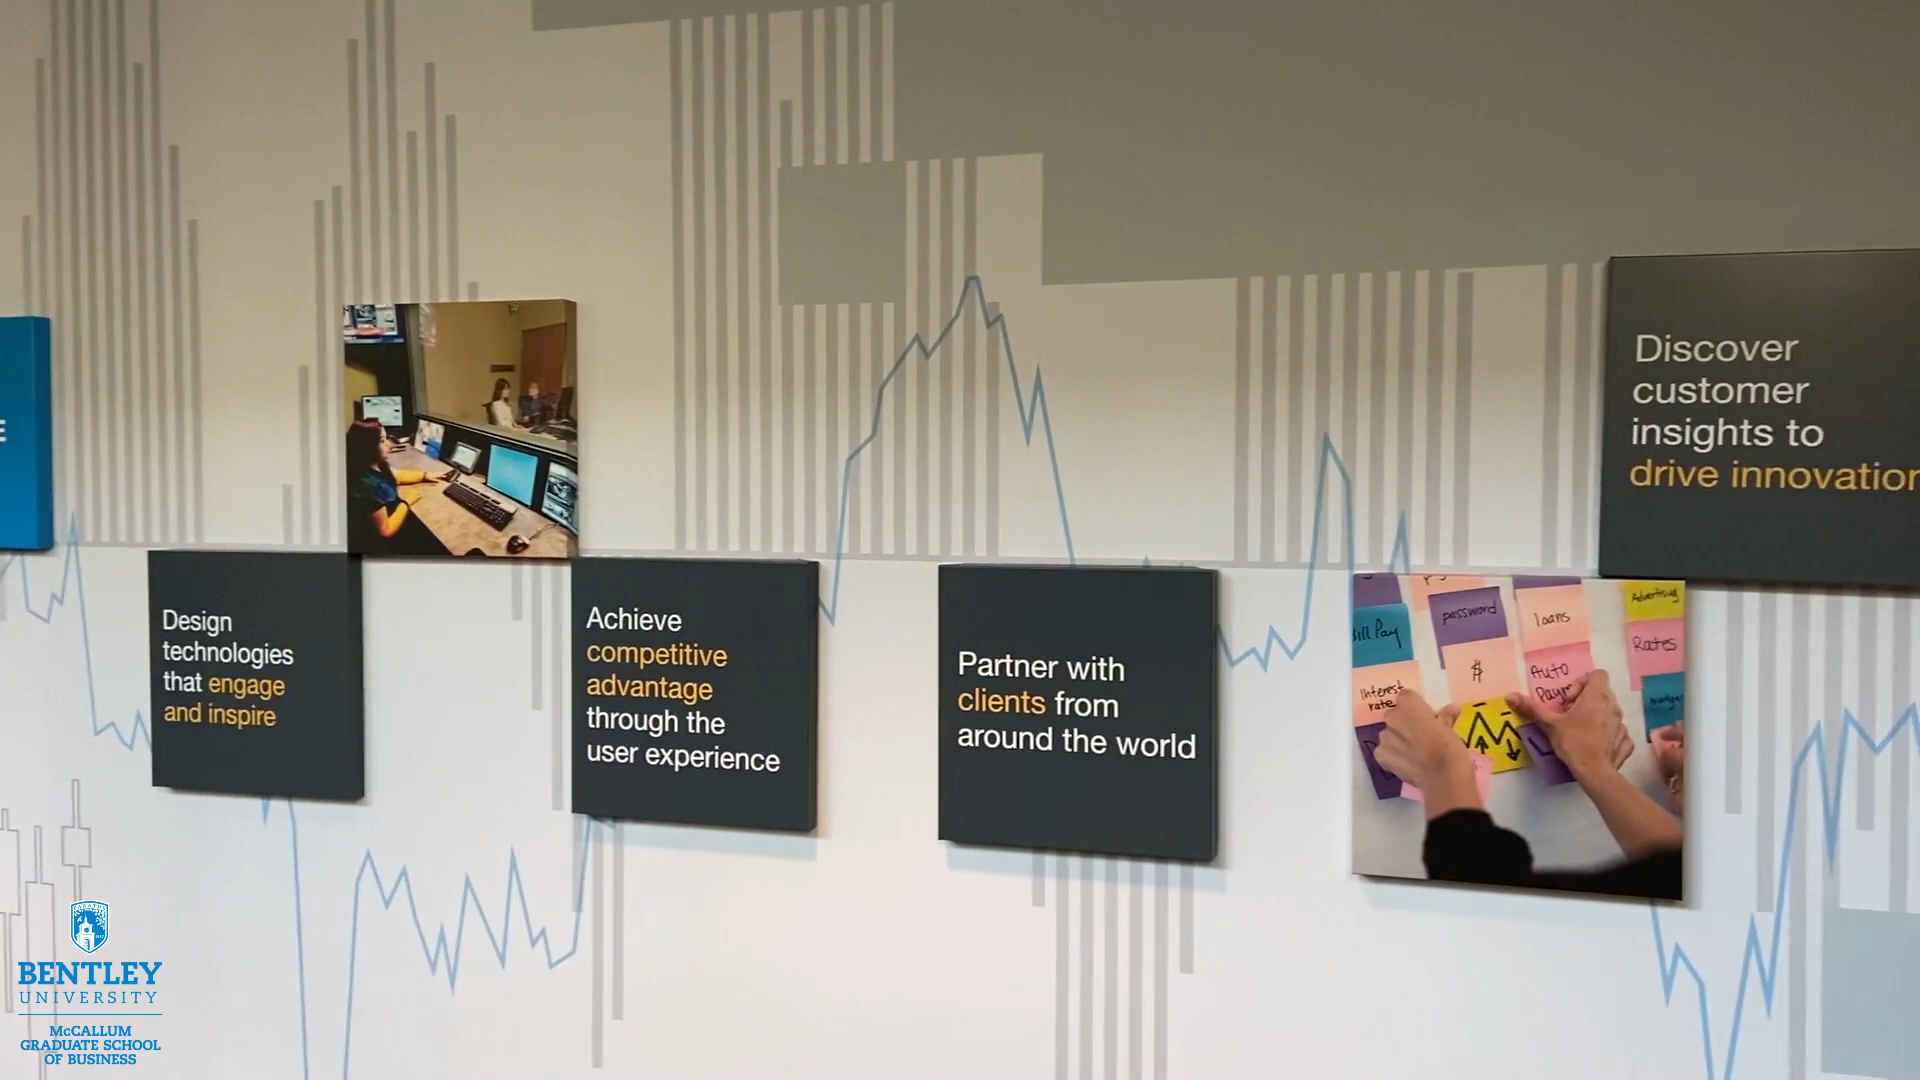 Design
technologies
that engage
and inspire
Achieve
competitive
advantage
through the
user experience
Partner with
clients from
around the world
Discover
customer
insights to
drive innovation
Bill Pay
password
loans
Advertising
Rates
$
Auto
Interest
rate
BENTLEY
UNIVERSITY
McCALLUM
GRADUATE SCHOOL
OF BUSINESS